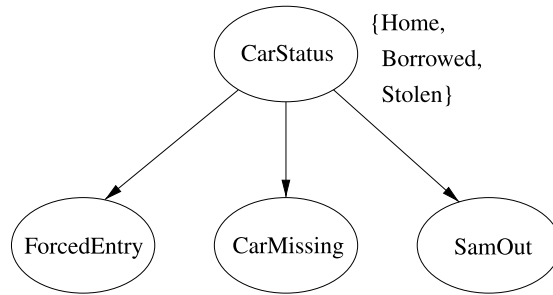 CarStatus
{Home,
Borrowed,
Stolen}
ForcedEntry
CarMissing
SamOut